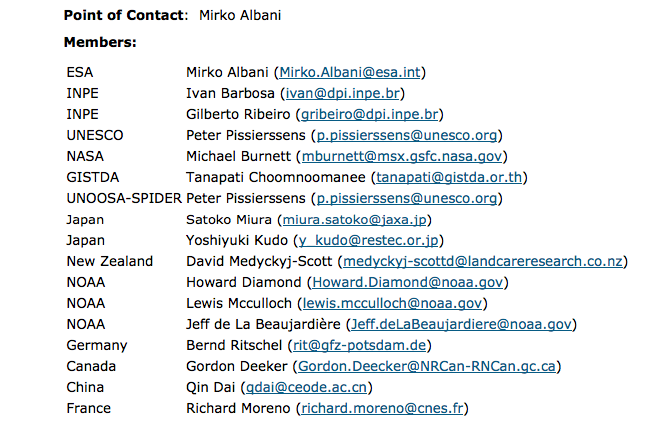 Point of Contact: Mirko Albani
Members:
ESA Mirko Albani (Mirko.Albani@esa.int)
INPE Ivan Barbosa (ivan@dpi.inpe.br)
INPE Gilberto Ribeiro (gribeiro@dpi.inpe.br)
UNESCO Peter Pissierssens (p.pissierssens@unesco.org)
NASA Michael Burnett (mburnett@msx.gsfc.nasa.gov)
GISTDA Tanapati Choomnoomanee (tanapati@gistda.or.th)
UNOOSA-SPIDER Peter Pissierssens (p.pissierssens@unesco.org)
Japan Satoko Miura (miura.satoko@jaxa.jp)
Japan Yoshiyuki Kudo (y_kudo@restec.or.jp)
New Zealand David Medyckyj-Scott (medyckyj-scottd@landcareresearch.co.nz)
NOAA Howard Diamond (Howard.Diamond@noaa.gov)
NOAA Lewis Mcculloch (lewis.mcculloch@noaa.gov)
NOAA Jeff de La Beaujardière (Jeff.deLaBeaujardiere@noaa.gov)
Germany Bernd Ritschel (rit@gfz-potsdam.de)
Canada Gordon Deeker (Gordon.Deecker@NRCan-RNCan.gc.ca)
China Qin Dai (qdai@ceode.ac.cn)
France Richard Moreno (richard.moreno@cnes.fr)